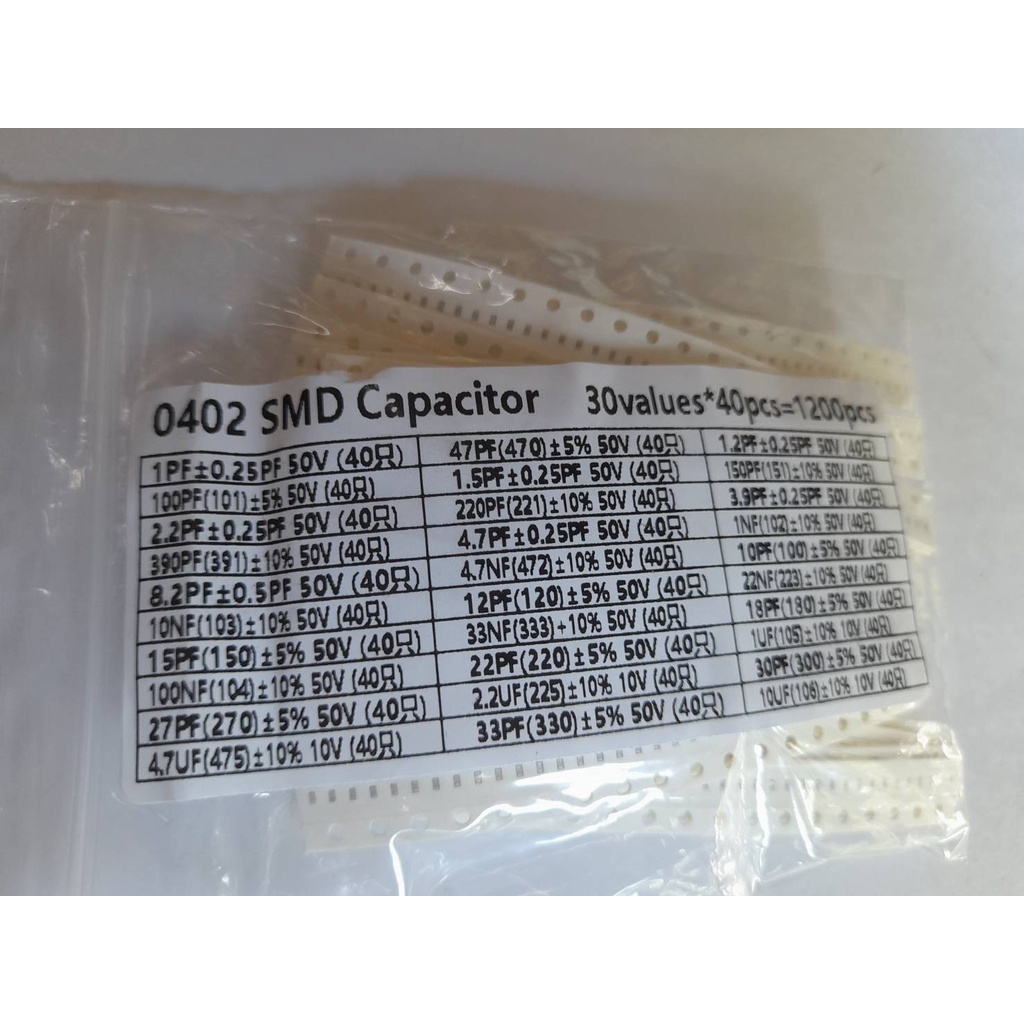 0402 SMD Capacitor 30values*40pcs=1200pcs
1PF±0.25PF 50V (40只) 47PF(470)±5% 50V (40只) 1.2PF±0.25PF 50V (40只)
100PF(101)±5% 50V (40只) 1.5PF±0.25PF 50V (40只) 150PF(151)±10% 50V (40只)
2.2PF±0.25PF 50V (40只) 220PF(221)±10% 50V (40只) 3.9PF±0.25PF 50V (40只)
390PF(391)±10% 50V (40只) 4.7PF±0.25PF 50V (40只) 1NF(102)±10% 50V (40只)
8.2PF±0.5PF 50V (40只) 4.7NF(472)±10% 50V (40只) 10PF(100)±5% 50V (40只)
10NF(103)±10% 50V (40只) 12PF(120)±5% 50V (40只) 22NF(223)±10% 50V (40只)
15PF(150)±5% 50V (40只) 33NF(333)+10% 50V (40只) 18PF(180)±5% 50V (40只)
100NF(104)±10% 50V (40只) 22PF(220)±5% 50V (40只) 1UF(105)±10% 10V (40只)
27PF(270)±5% 50V (40只) 2.2UF(225)±10% 10V (40只) 30PF(300)±5% 50V (40只)
4.7UF(475)±10% 10V (40只) 33PF(330)±5% 50V (40只) 10UF(106)±10% 10V (40只)